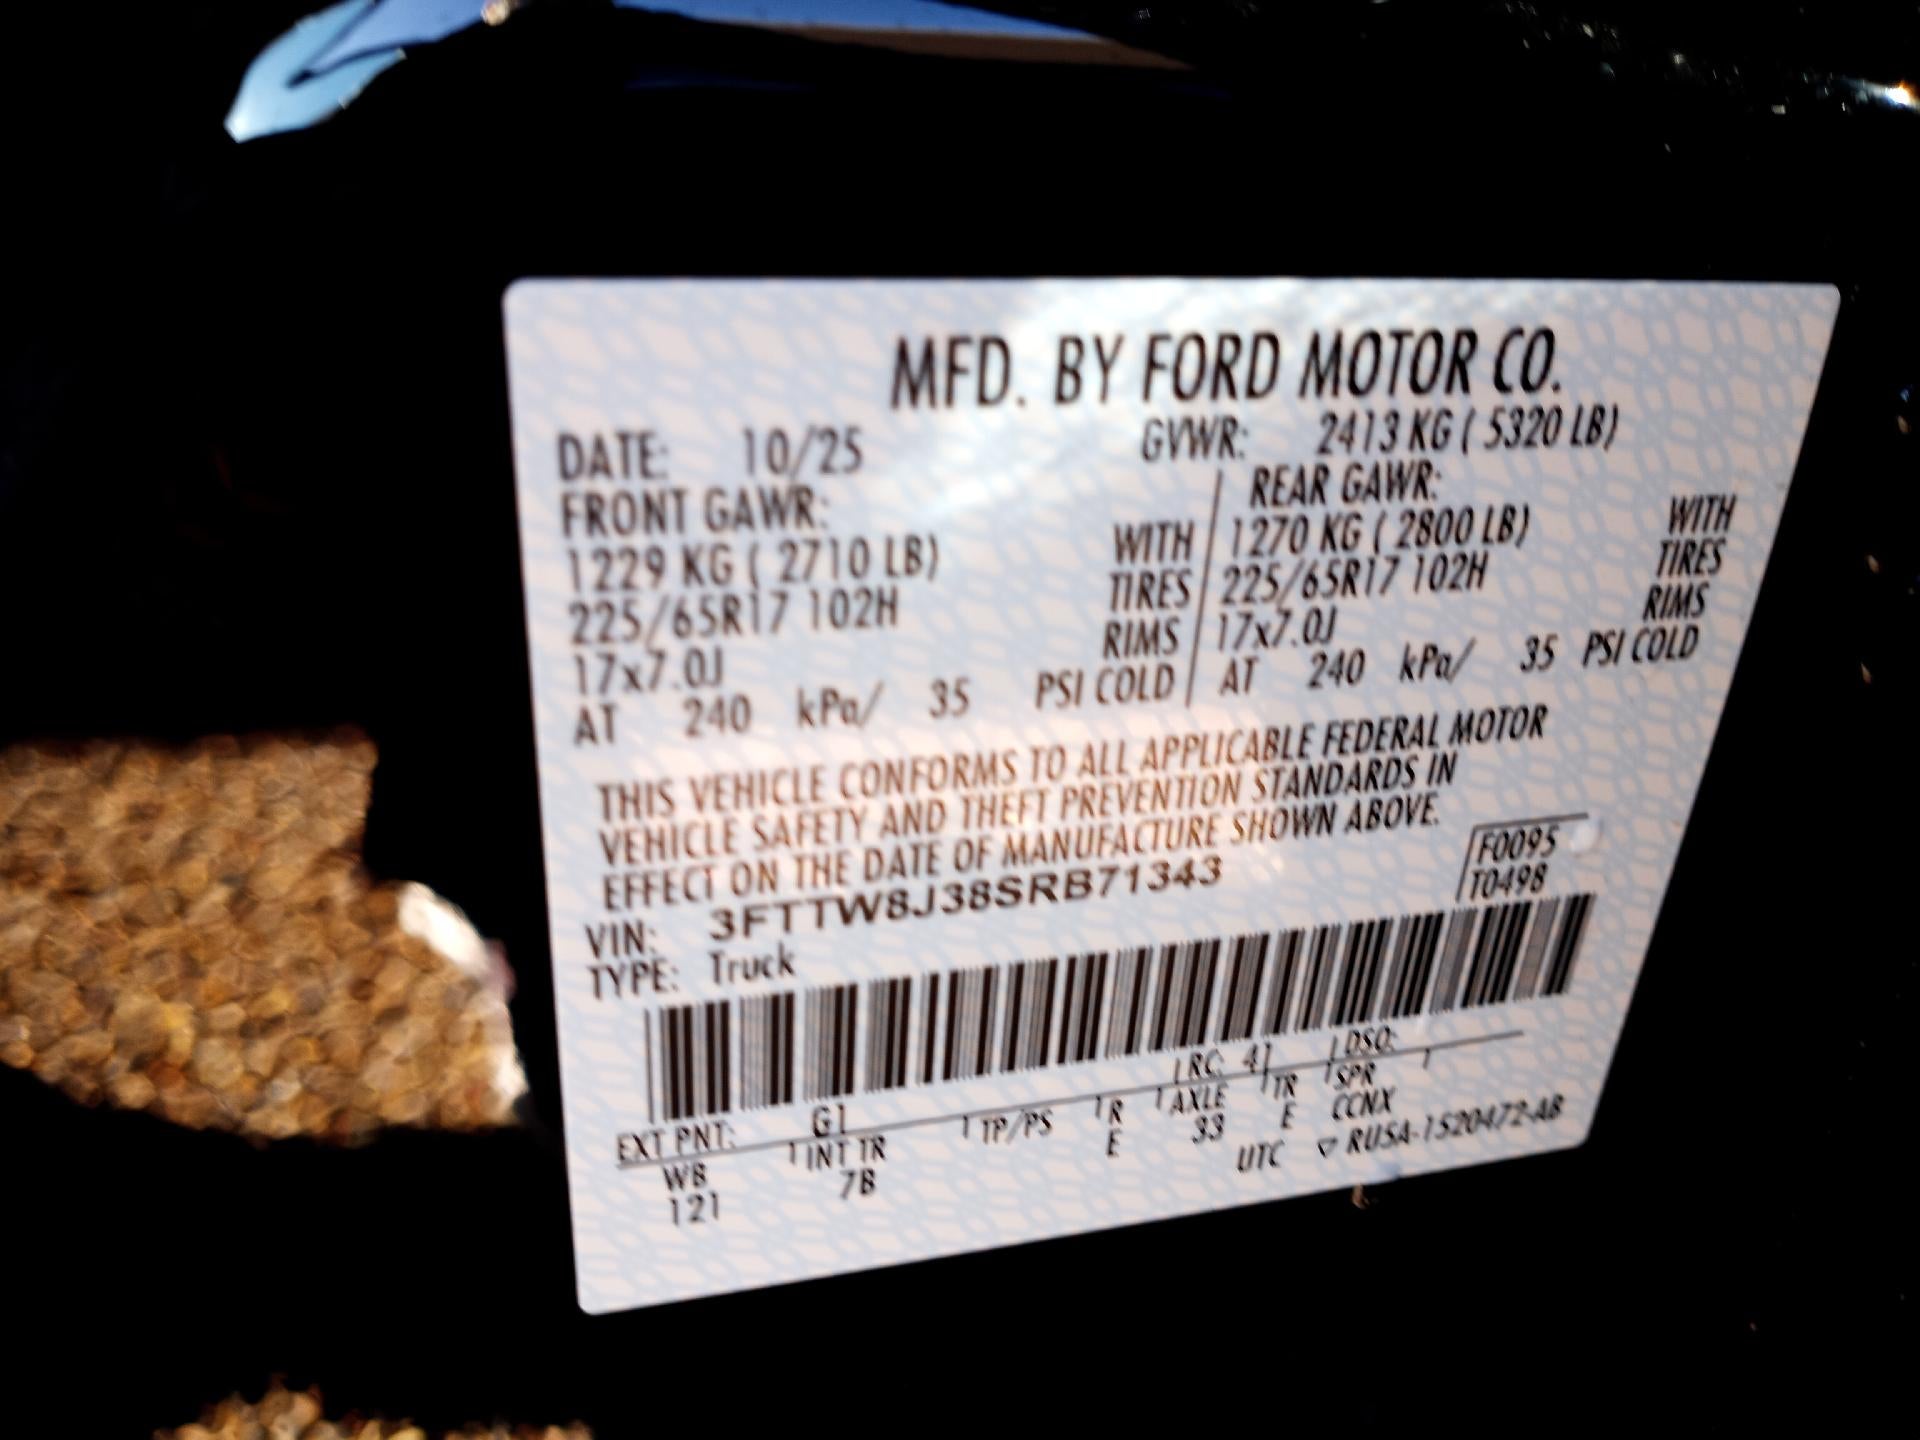 MFD. BY FORD MOTOR CO.
DATE: 10/25 GVWR: 2413 KG ( 5320 LB)
FRONT GAWR: REAR GAWR:
1229 KG ( 2710 LB) WITH 1270 KG ( 2800 LB) WITH
225/65R17 102H TIRES 225/65R17 102H TIRES
17x7.0J RIMS 17x7.0J RIMS
AT 240 kPa/ 35 PSI COLD AT 240 kPa/ 35 PSI COLD
THIS VEHICLE CONFORMS TO ALL APPLICABLE FEDERAL MOTOR
VEHICLE SAFETY AND THEFT PREVENTION STANDARDS IN
EFFECT ON THE DATE OF MANUFACTURE SHOWN ABOVE.
F0095
VIN: 3FTTW8J38SRB71343 T0498
TYPE: Truck
EXT PNT: G1 RC: 41 DSO:
WB INT TR TP/PS R AXLE TR SPR
121 7B E 33 E CCNX
UTC ▽ RUSA-1520472-AB